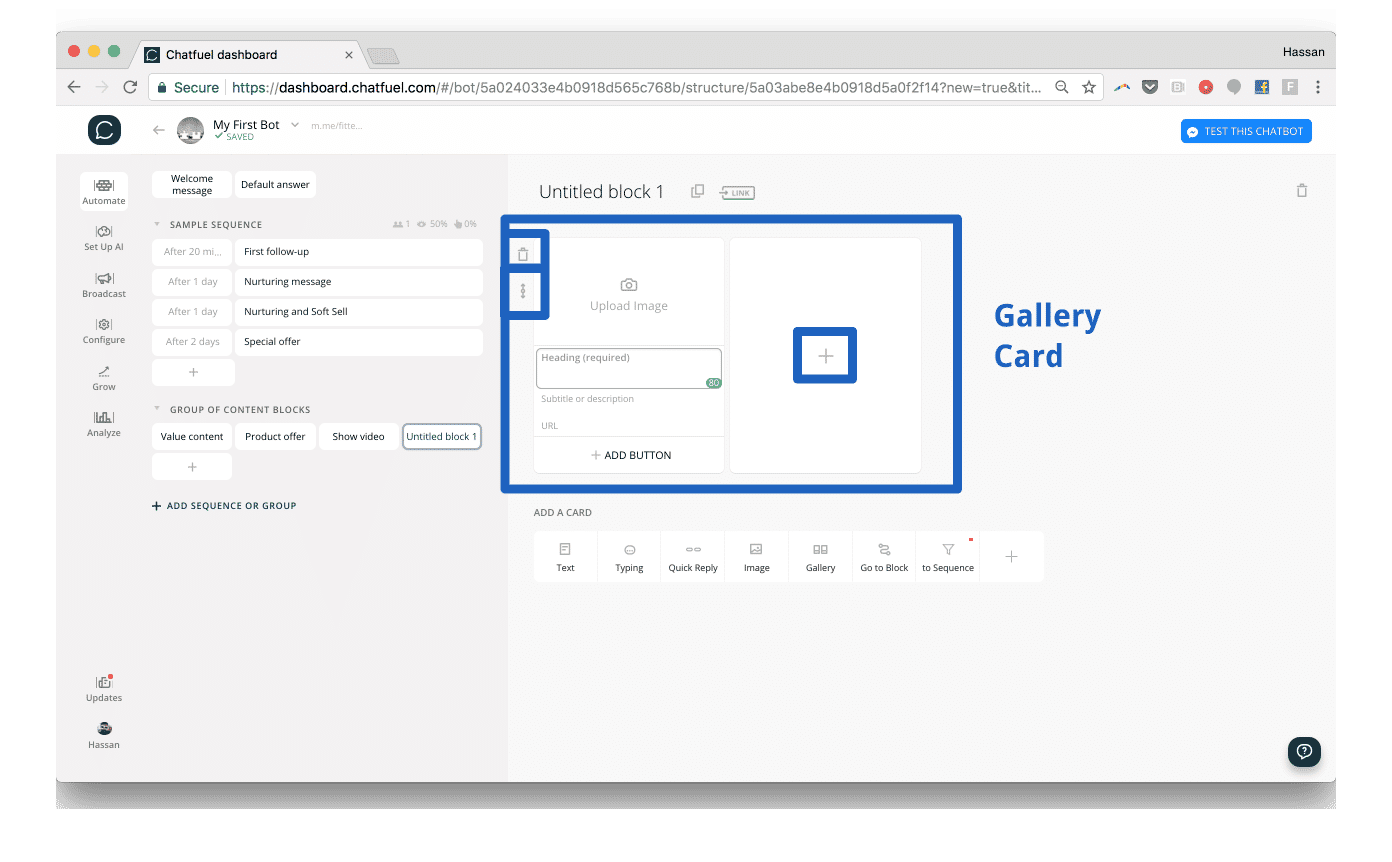 Chatfuel dashboard
Hassan
Secure https://dashboard.chatfuel.com/#/bot/5a024033e4b0918d565c768b/structure/5a03abe8e4b0918d5a0f2f14?new=true&tit...
My First Bot m.me/fitte...
SAVED
TEST THIS CHATBOT
Automate
Set Up AI
Broadcast
Configure
Grow
Analyze
Updates
Hassan
Welcome
message
Default answer
SAMPLE SEQUENCE 1 50% 0%
After 20 mi... First follow-up
After 1 day Nurturing message
After 1 day Nurturing and Soft Sell
After 2 days Special offer
GROUP OF CONTENT BLOCKS
Value content Product offer Show video Untitled block 1
ADD SEQUENCE OR GROUP
Untitled block 1 LINK
Upload Image
Heading (required)
80
Subtitle or description
URL
ADD BUTTON
Gallery
Card
ADD A CARD
Text Typing Quick Reply Image Gallery Go to Block to Sequence